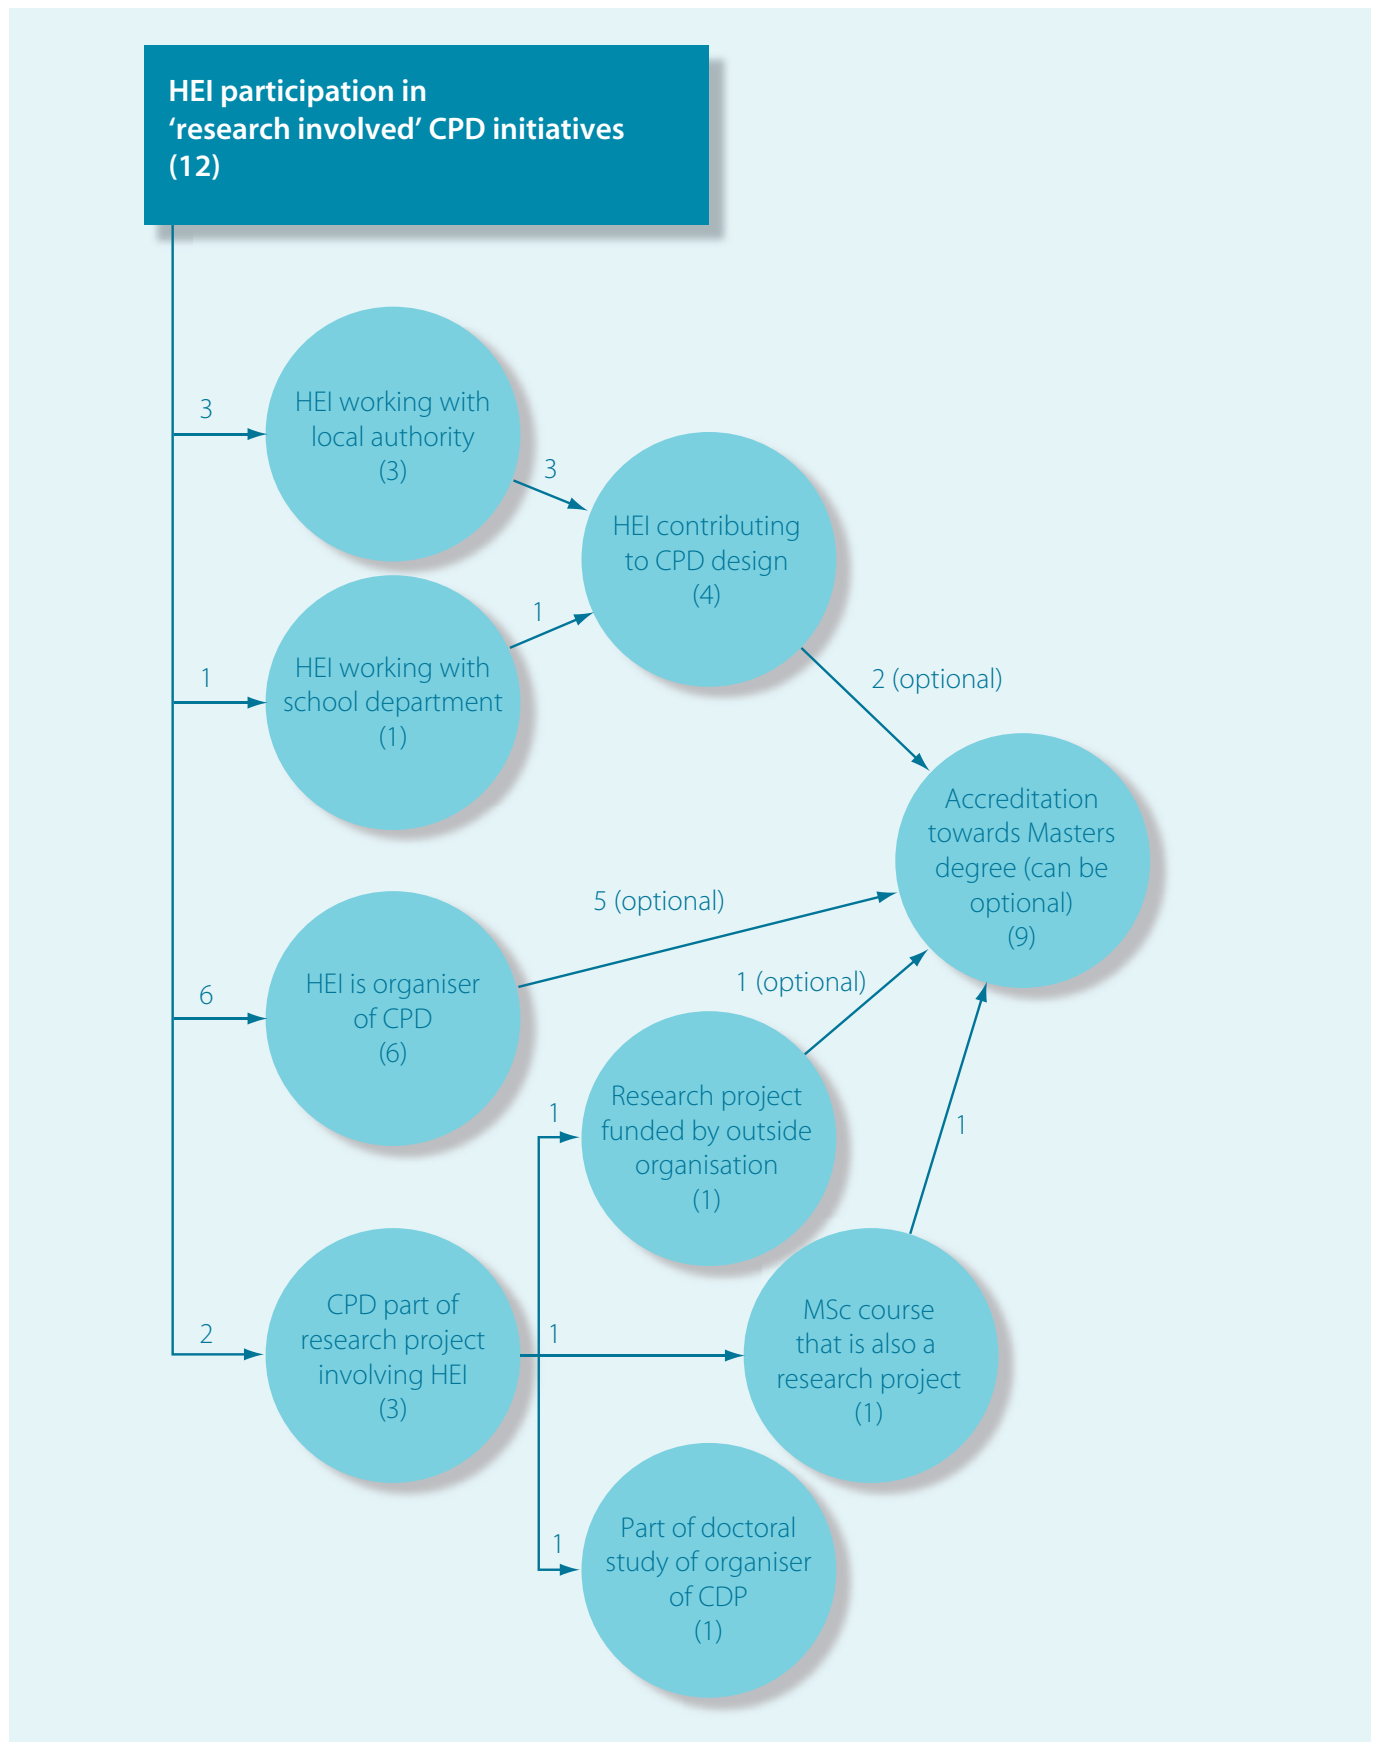 HEI participation in
‘research involved’ CPD initiatives
(12)
3
HEI working with
local authority
(3)
3
HEI contributing
to CPD design
(4)
1
1
HEI working with
school department
(1)
2 (optional)
Accreditation
towards Masters
degree (can be
optional)
(9)
5 (optional)
6
HEI is organiser
of CPD
(6)
1 (optional)
1
Research project
funded by outside
organisation
(1)
1
2
CPD part of
research project
involving HEI
(3)
1
MSc course
that is also a
research project
(1)
1
Part of doctoral
study of organiser
of CDP
(1)